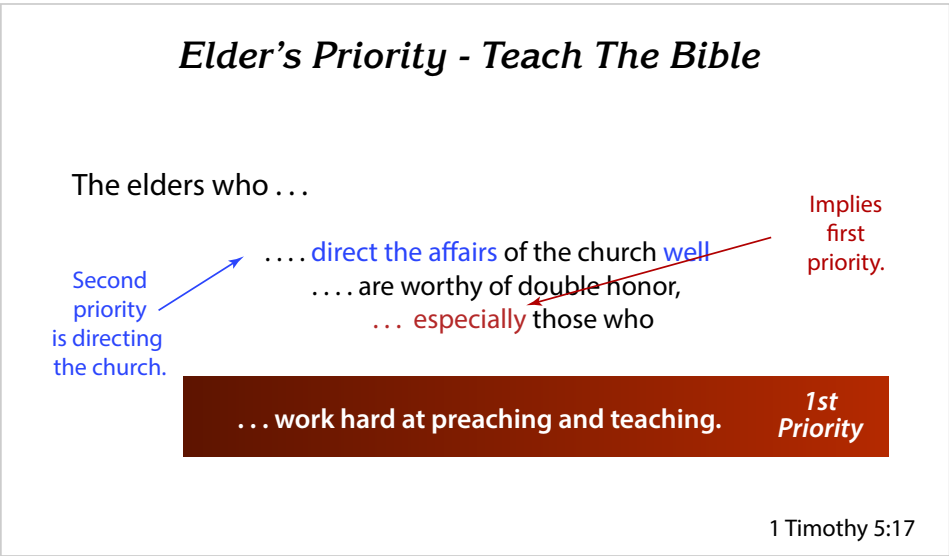 Elder's Priority - Teach The Bible
The elders who . . .
Implies
first
priority.
. . . . direct the affairs of the church well
Second
priority
is directing
the church.
. . . . are worthy of double honor,
. . . especially those who
. . . work hard at preaching and teaching.
1st
Priority
1 Timothy 5:17